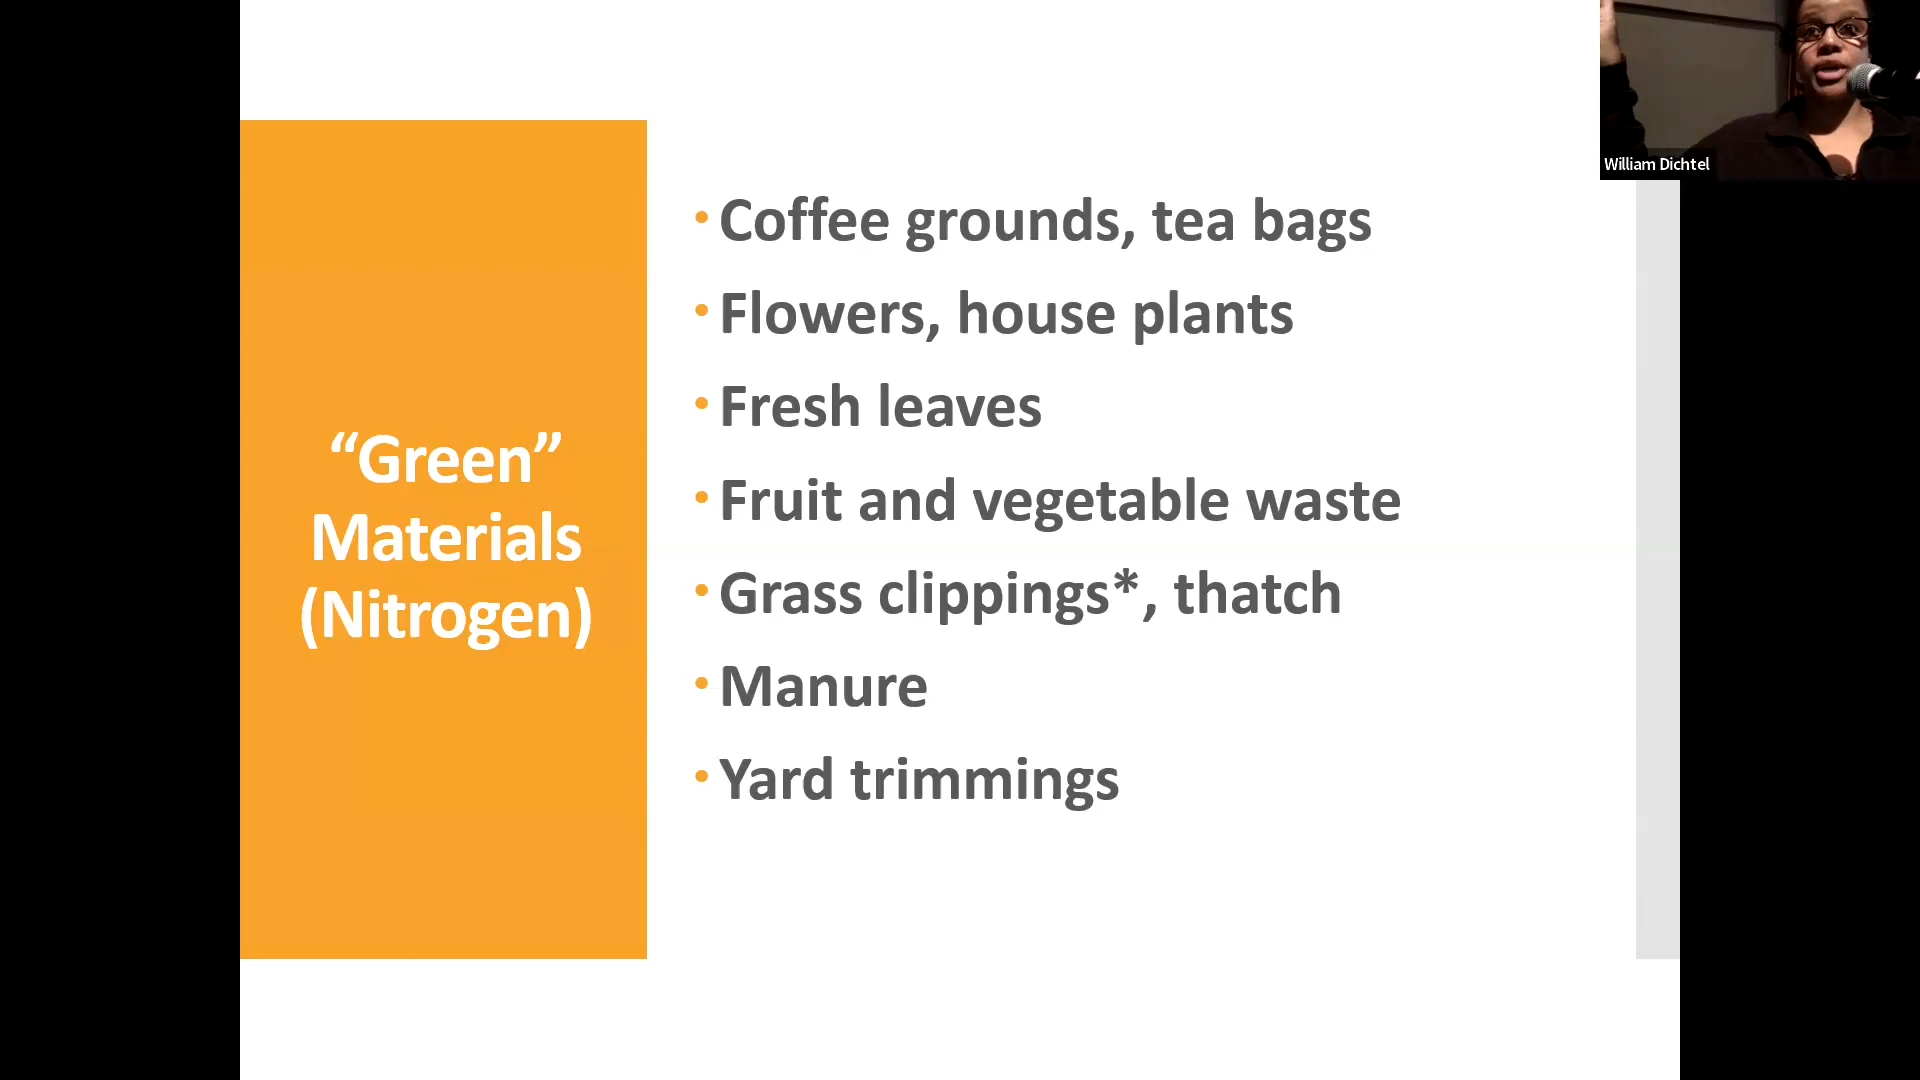 “Green”
Materials
(Nitrogen)
• Coffee grounds, tea bags
• Flowers, house plants
• Fresh leaves
• Fruit and vegetable waste
• Grass clippings*, thatch
• Manure
• Yard trimmings
William Dichtel